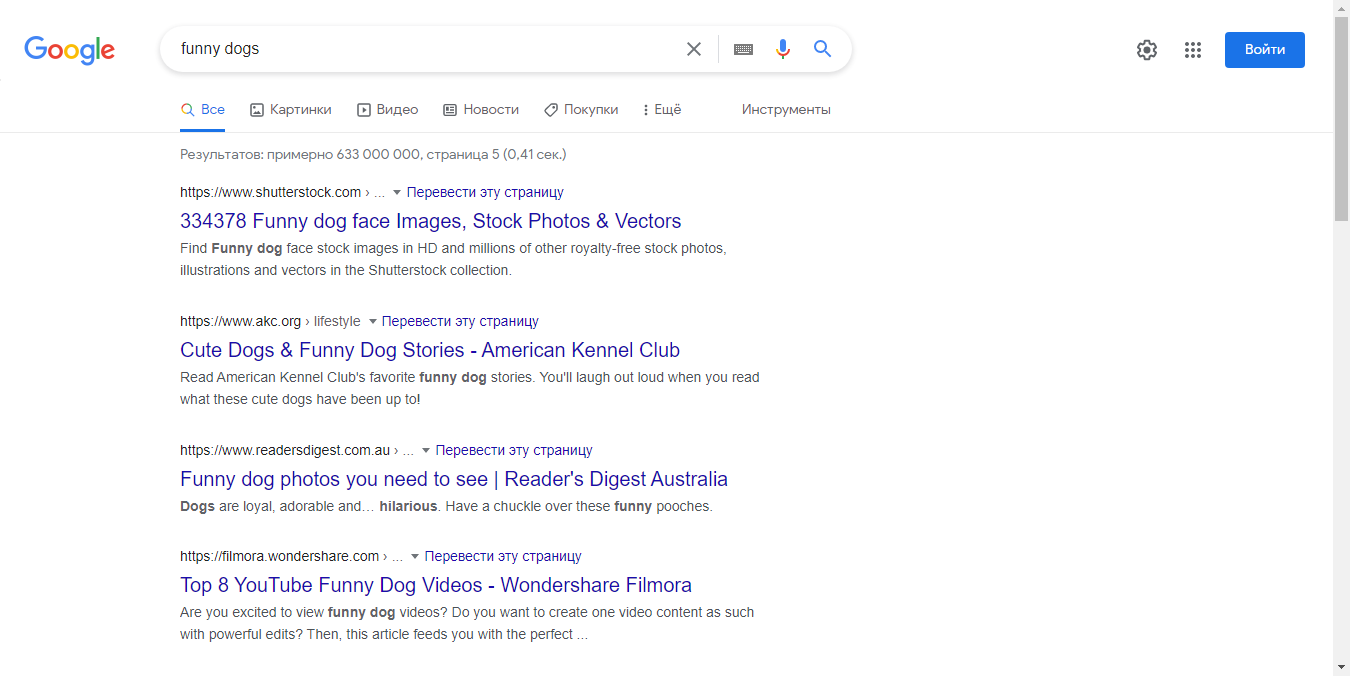 Google
funny dogs
Войти
Все
Картинки
Видео
Новости
Покупки
Ещё
Инструменты
Результатов: примерно 633 000 000, страница 5 (0,41 сек.)
https://www.shutterstock.com › ... Перевести эту страницу
334378 Funny dog face Images, Stock Photos & Vectors
Find Funny dog face stock images in HD and millions of other royalty-free stock photos,
illustrations and vectors in the Shutterstock collection.
https://www.akc.org › lifestyle Перевести эту страницу
Cute Dogs & Funny Dog Stories - American Kennel Club
Read American Kennel Club's favorite funny dog stories. You'll laugh out loud when you read
what these cute dogs have been up to!
https://www.readersdigest.com.au › ... Перевести эту страницу
Funny dog photos you need to see | Reader's Digest Australia
Dogs are loyal, adorable and… hilarious. Have a chuckle over these funny pooches.
https://filmora.wondershare.com › ... Перевести эту страницу
Top 8 YouTube Funny Dog Videos - Wondershare Filmora
Are you excited to view funny dog videos? Do you want to create one video content as such
with powerful edits? Then, this article feeds you with the perfect ...